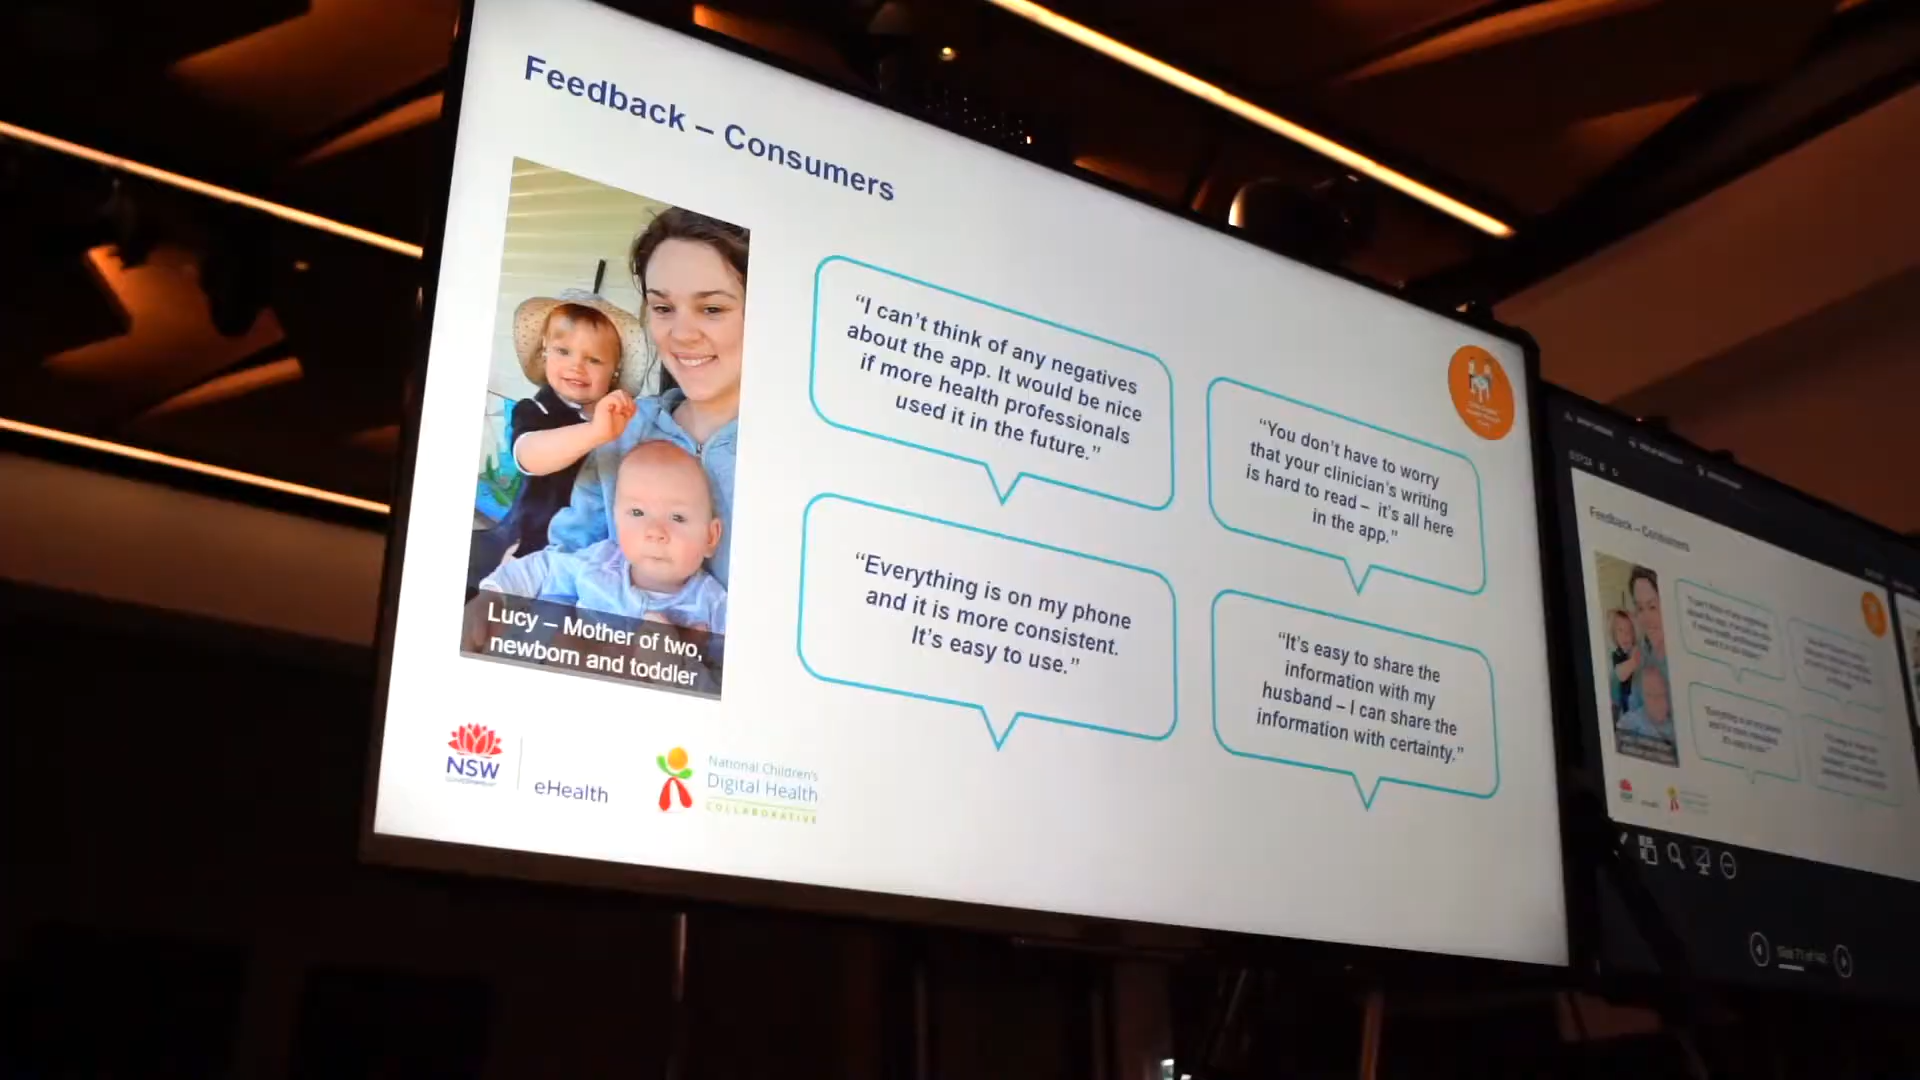 Feedback – Consumers
“I can’t think of any negatives
about the app. It would be nice
if more health professionals
used it in the future.”
“You don’t have to worry
that your clinician’s writing
is hard to read – it’s all here
in the app.”
“Everything is on my phone
and it is more consistent.
It’s easy to use.”
“It’s easy to share the
information with my
husband – I can share the
information with certainty.”
Lucy – Mother of two,
newborn and toddler
NSW
GOVERNMENT
eHealth
National Children’s
Digital Health
COLLABORATIVE
Feedback – Consumers